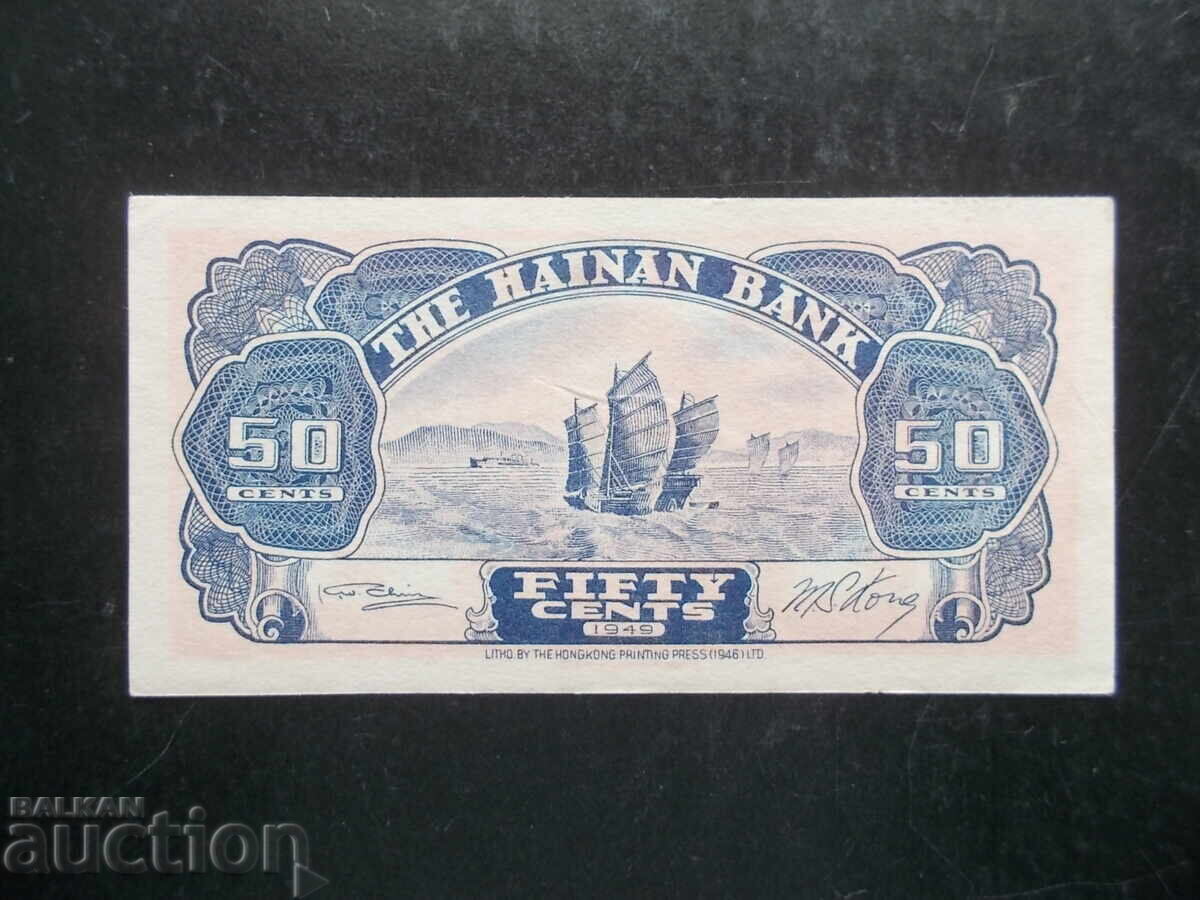 THE HAINAN BANK
50
CENTS
50
CENTS
FIFTY
CENTS
1949
LITHO. BY THE HONGKONG PRINTING PRESS (1946) LTD.
BALKAN
auction